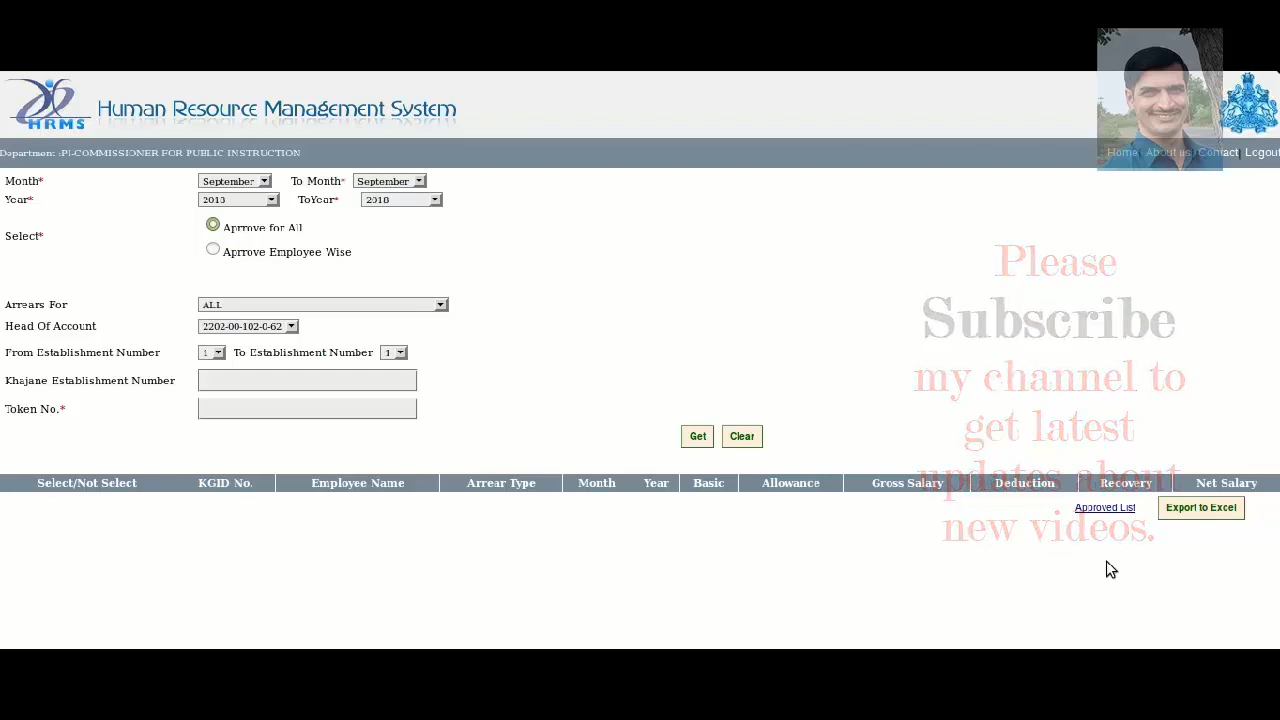 HRMS Human Resource Management System
Department :PI-COMMISSIONER FOR PUBLIC INSTRUCTION
Home About us Contact Logout
Month* September To Month* September
Year* 2018 ToYear* 2018
Select* Aprrove for All
Aprrove Employee Wise
Arrears For ALL
Head Of Account 2202-00-102-0-62
From Establishment Number 1 To Establishment Number 1
Khajane Establishment Number
Token No.*
Get Clear
Select/Not Select KGID No. Employee Name Arrear Type Month Year Basic Allowance Gross Salary Deduction Recovery Net Salary
Approved List Export to Excel
Please
Subscribe
my channel to
get latest
updates about
new videos.